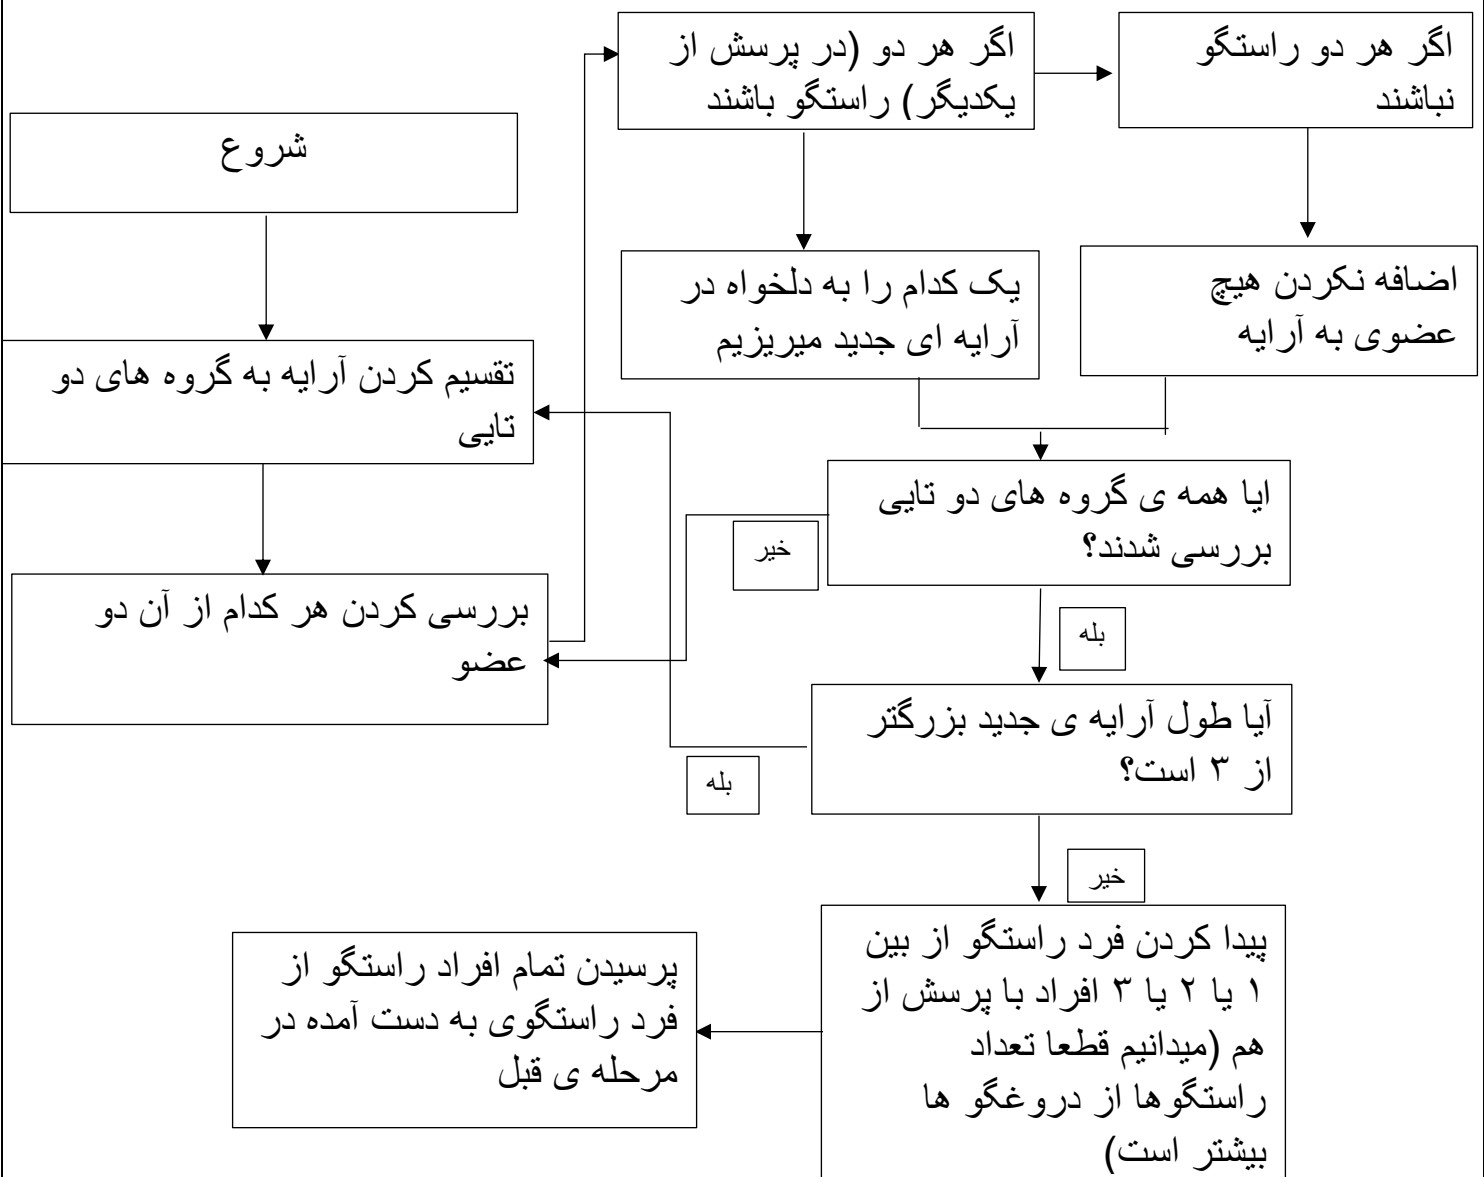 شروع
تقسیم کردن آرایه به گروه های دو
تایی
بررسی کردن هر کدام از آن دو
عضو
اگر هر دو (در پرسش از
یکدیگر) راستگو باشند
اگر هر دو راستگو
نباشند
یک کدام را به دلخواه در
آرایه ای جدید میریزیم
اضافه نکردن هیچ
عضوی به آرایه
ایا همه ی گروه های دو تایی
بررسی شدند؟
خیر
بله
آیا طول آرایه ی جدید بزرگتر
از ۳ است؟
بله
خیر
پیدا کردن فرد راستگو از بین
۱ یا ۲ یا ۳ افراد با پرسش از
هم (میدانیم قطعا تعداد
راستگوها از دروغگو ها
بیشتر است)
پرسیدن تمام افراد راستگو از
فرد راستگوی به دست آمده در
مرحله ی قبل